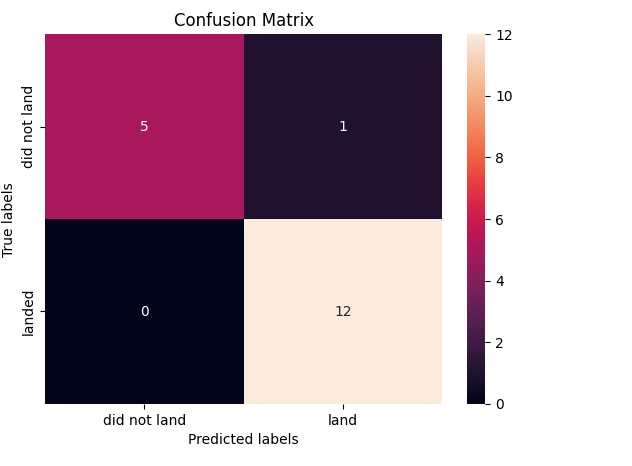 Confusion Matrix
True labels
did not land
5
1
landed
0
12
did not land
land
Predicted labels
12
10
8
6
4
2
0